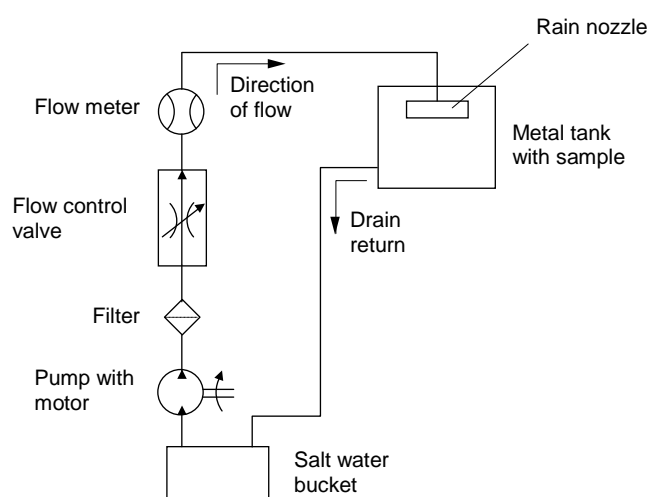 Rain nozzle
Direction
of flow
Flow meter
Metal tank
with sample
Flow control
valve
Drain
return
Filter
Pump with
motor
Salt water
bucket